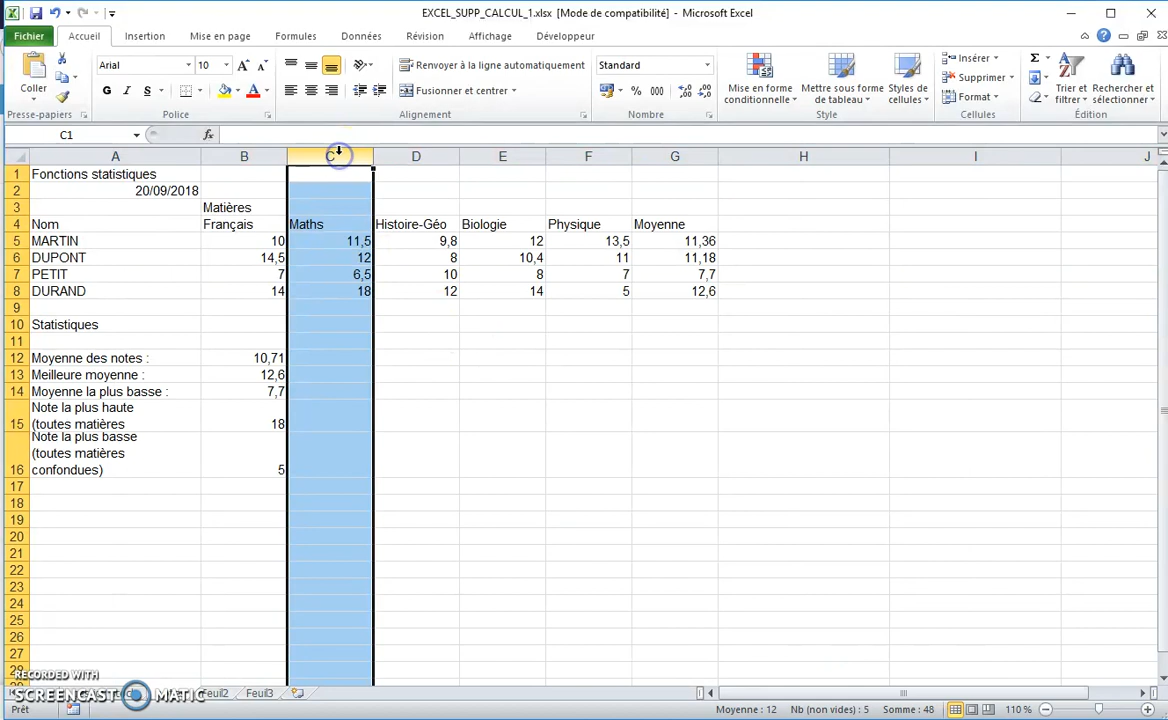 EXCEL_SUPP_CALCUL_1.xlsx [Mode de compatibilité] - Microsoft Excel
Fichier Accueil Insertion Mise en page Formules Données Révision Affichage Développeur
Coller
Presse-papiers
Arial 10
G I S
Police
Renvoyer à la ligne automatiquement
Fusionner et centrer
Alignement
Standard
% 000
Nombre
Mise en forme conditionnelle
Mettre sous forme de tableau
Styles de cellules
Style
Insérer
Supprimer
Format
Cellules
Σ
Trier et filtrer
Rechercher et sélectionner
Édition
C1 fx
A B C D E F G H I J
1 Fonctions statistiques
2 20/09/2018
3 Matières
4 Nom Français Maths Histoire-Géo Biologie Physique Moyenne
5 MARTIN 10 11,5 9,8 12 13,5 11,36
6 DUPONT 14,5 12 8 10,4 11 11,18
7 PETIT 7 6,5 10 8 7 7,7
8 DURAND 14 18 12 14 5 12,6
9
10 Statistiques
11
12 Moyenne des notes : 10,71
13 Meilleure moyenne : 12,6
14 Moyenne la plus basse : 7,7
Note la plus haute
15 (toutes matières 18
Note la plus basse
(toutes matières
16 confondues) 5
17
18
19
20
21
22
23
24
25
26
27
28
RECORDED WITH
SCREENCAST MATIC
Feuil2 Feuil3
Prêt Moyenne : 12 Nb (non vides) : 5 Somme : 48 110 %